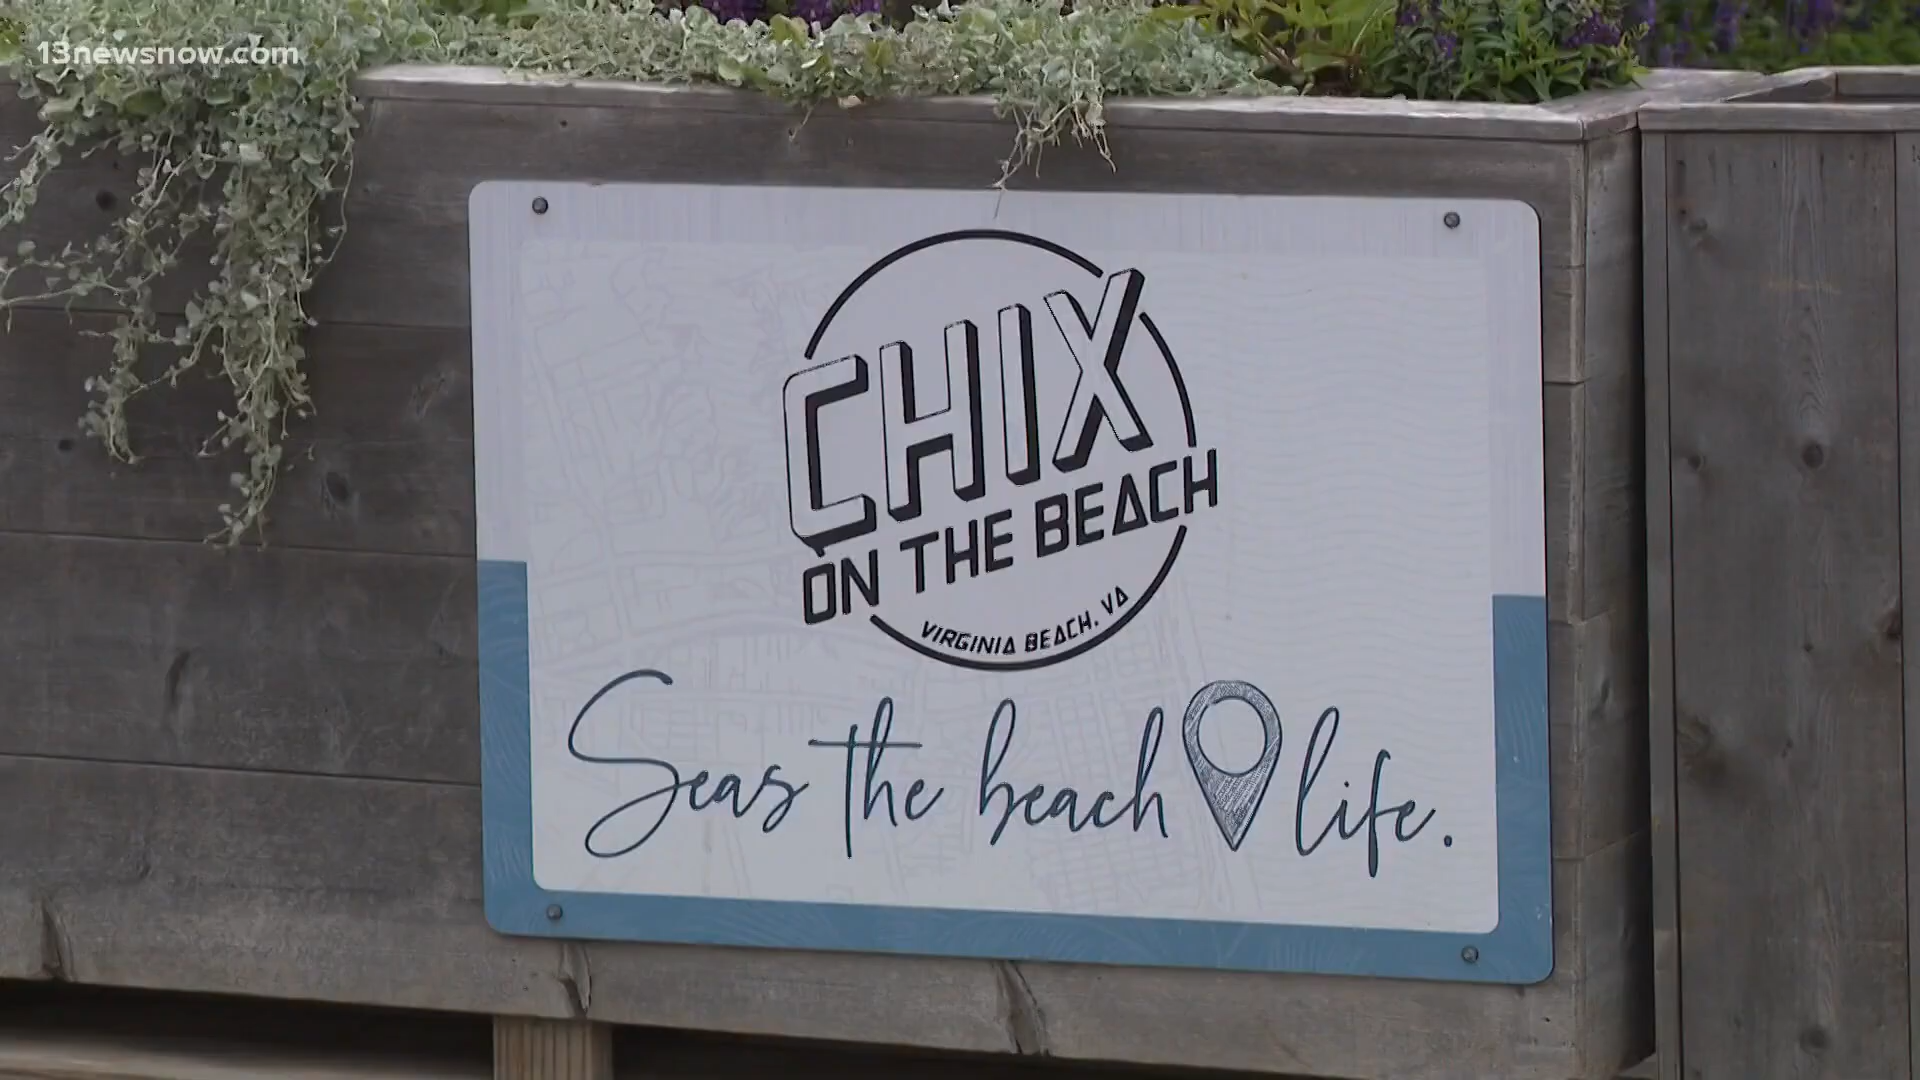 13newsnow.com
CHIX
ON THE BEACH
VIRGINIA BEACH, VA
Seas the beach life.